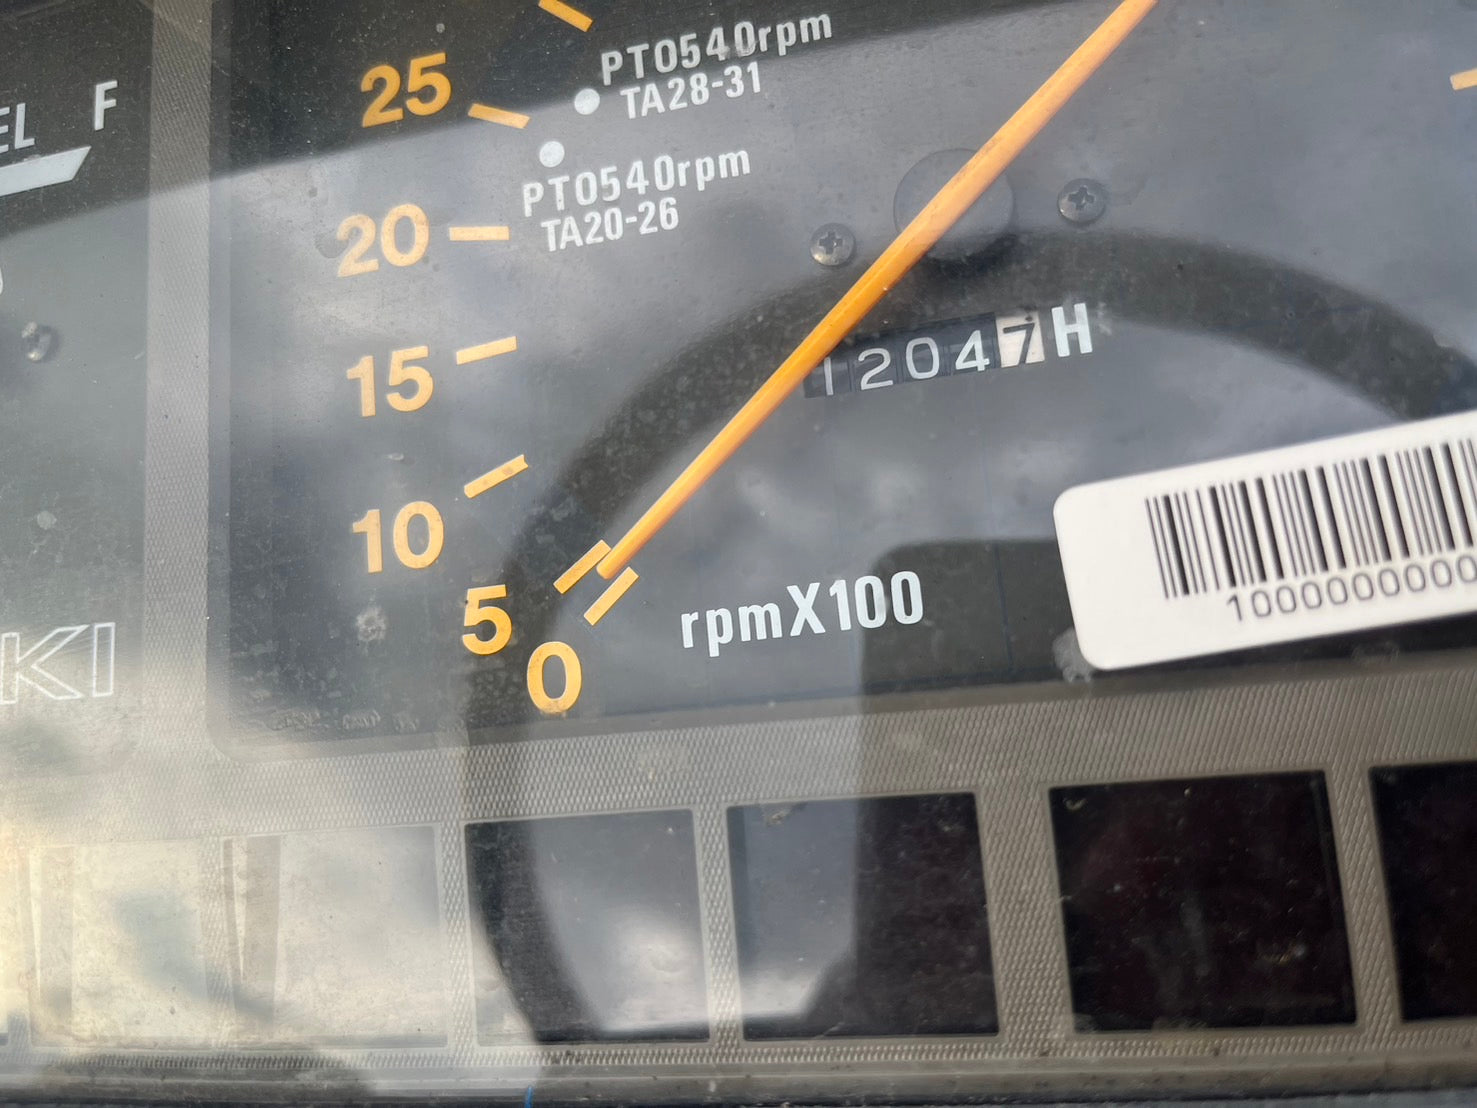 F
EL
25
PTO540rpm
TA28-31
PTO540rpm
TA20-26
20
15
12047H
10
5
0
rpmX100
1000000000
KI